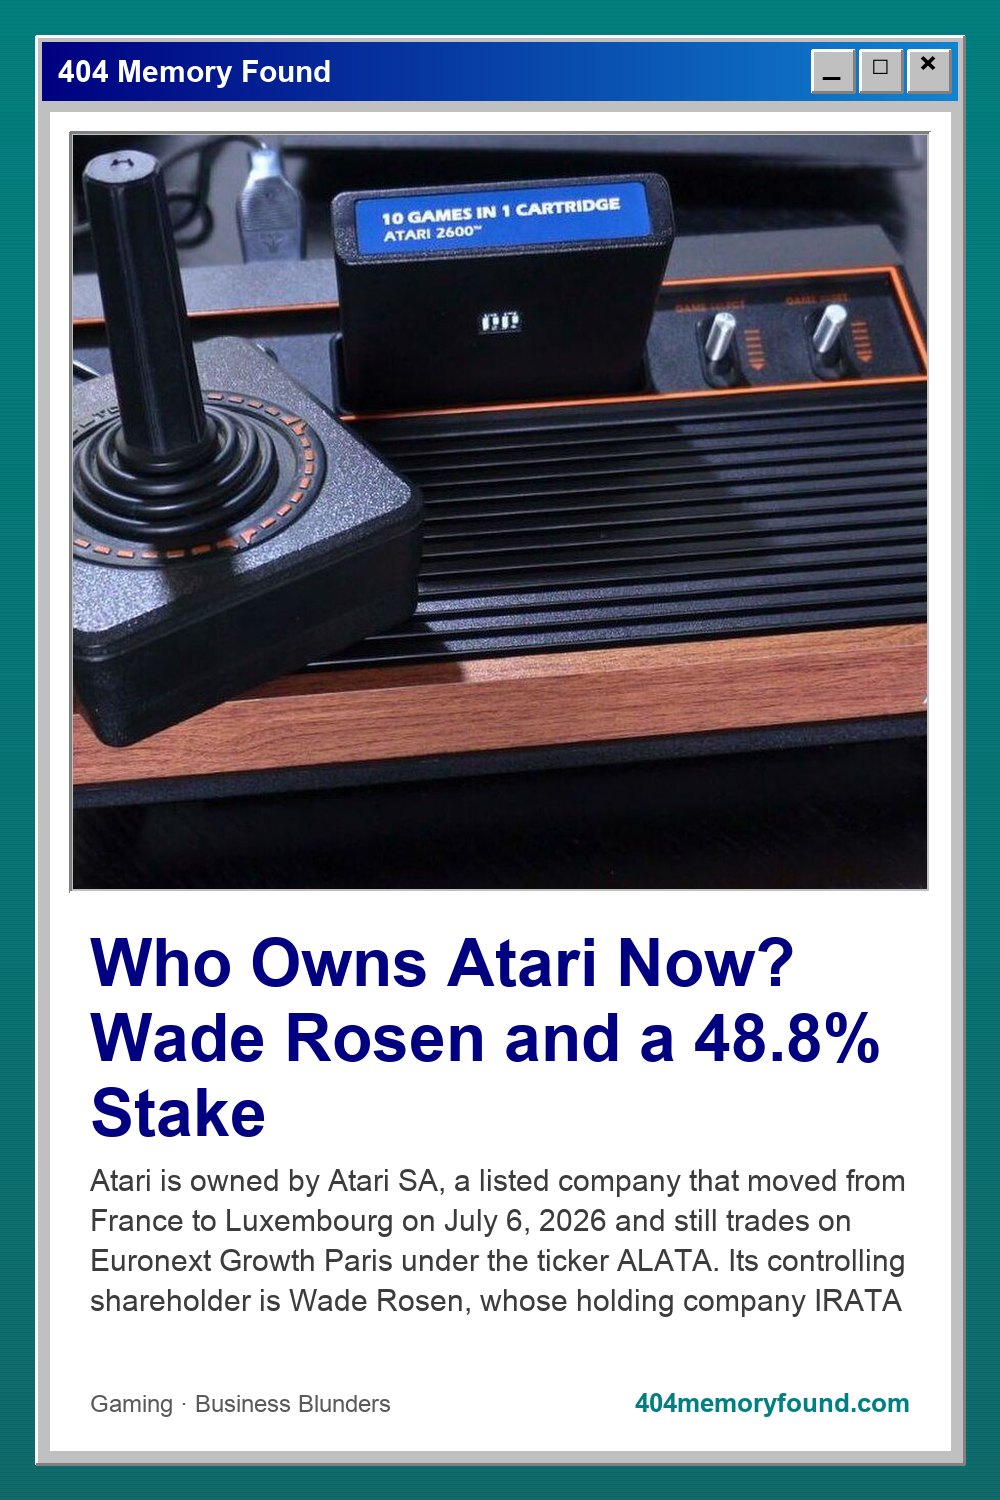 404 Memory Found
10 GAMES IN 1 CARTRIDGE
ATARI 2600™
GAME SELECT
Who Owns Atari Now?
Wade Rosen and a 48.8%
Stake
Atari is owned by Atari SA, a listed company that moved from
France to Luxembourg on July 6, 2026 and still trades on
Euronext Growth Paris under the ticker ALATA. Its controlling
shareholder is Wade Rosen, whose holding company IRATA
Gaming · Business Blunders
404memoryfound.com